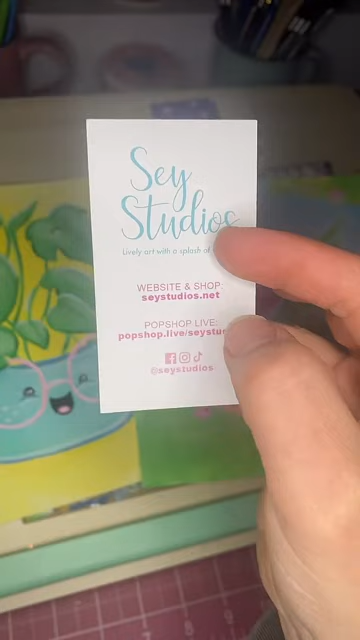 Sey
Studios
Lively art with a splash of
WEBSITE & SHOP:
seystudios.net
POPSHOP LIVE:
popshop.live/seystu
@seystudios